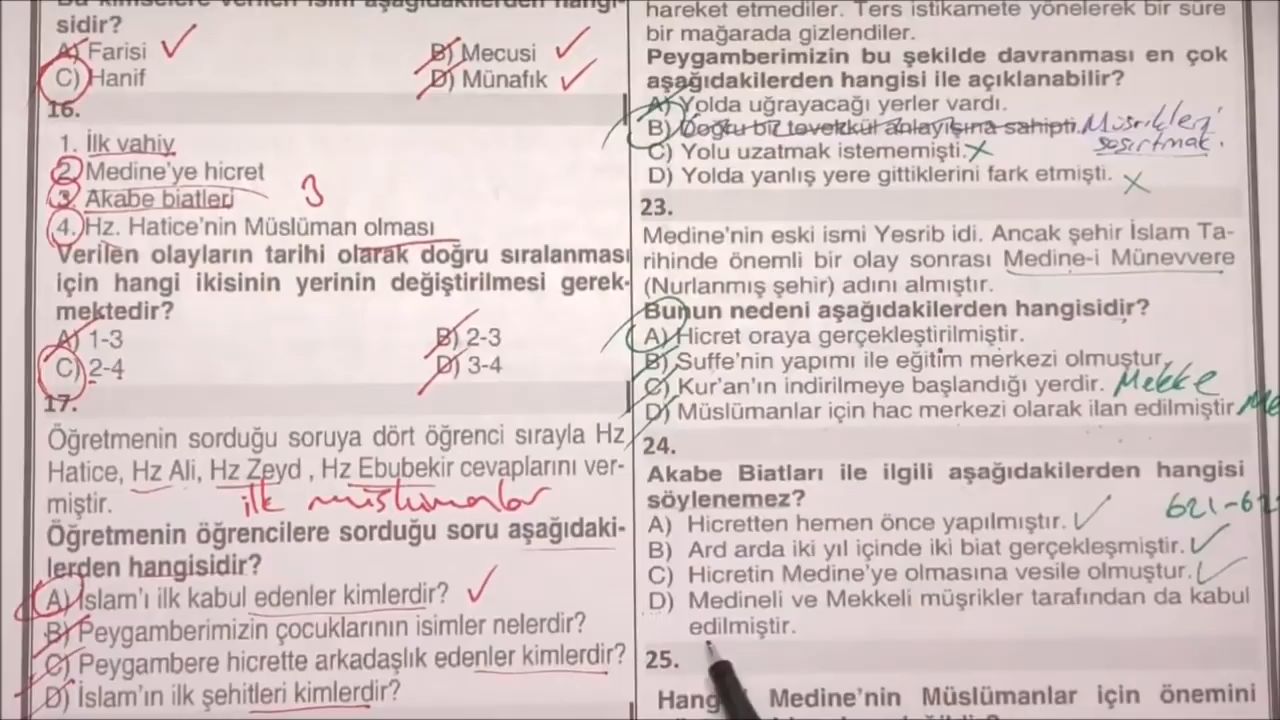 sidir?
A) Farisi
B) Mecusi
C) Hanif
D) Münafık
16.
1. İlk vahiy
2. Medine'ye hicret
3. Akabe biatleri
3
4. Hz. Hatice'nin Müslüman olması
Verilen olayların tarihi olarak doğru sıralanması
için hangi ikisinin yerinin değiştirilmesi gerek-
mektedir?
A) 1-3
B) 2-3
C) 2-4
D) 3-4
17.
Öğretmenin sorduğu soruya dört öğrenci sırayla Hz
Hatice, Hz Ali, Hz Zeyd , Hz Ebubekir cevaplarını ver-
miştir.
ilk müslümanlar
Öğretmenin öğrencilere sorduğu soru aşağıdaki-
lerden hangisidir?
A) İslam'ı ilk kabul edenler kimlerdir?
B) Peygamberimizin çocuklarının isimler nelerdir?
C) Peygambere hicrette arkadaşlık edenler kimlerdir?
D) İslam'ın ilk şehitleri kimlerdir?
hareket etmediler. Ters istikamete yönelerek bir süre
bir mağarada gizlendiler.
Peygamberimizin bu şekilde davranması en çok
aşağıdakilerden hangisi ile açıklanabilir?
A) Yolda uğrayacağı yerler vardı.
B) Doğru bir tevekkül anlayışına sahipti. Müşrikleri
şaşırtmak.
C) Yolu uzatmak istememişti.
D) Yolda yanlış yere gittiklerini fark etmişti.
23.
Medine'nin eski ismi Yesrib idi. Ancak şehir İslam Ta-
rihinde önemli bir olay sonrası Medine-i Münevvere
(Nurlanmış şehir) adını almıştır.
Bunun nedeni aşağıdakilerden hangisidir?
A) Hicret oraya gerçekleştirilmiştir.
B) Suffe'nin yapımı ile eğitim merkezi olmuştur.
C) Kur'an'ın indirilmeye başlandığı yerdir. Mekke
D) Müslümanlar için hac merkezi olarak ilan edilmiştir
24.
Akabe Biatları ile ilgili aşağıdakilerden hangisi
söylenemez?
A) Hicretten hemen önce yapılmıştır.
621-62
B) Ard arda iki yıl içinde iki biat gerçekleşmiştir.
C) Hicretin Medine'ye olmasına vesile olmuştur.
D) Medineli ve Mekkeli müşrikler tarafından da kabul
edilmiştir.
25.
Medine'nin Müslümanlar için önemini